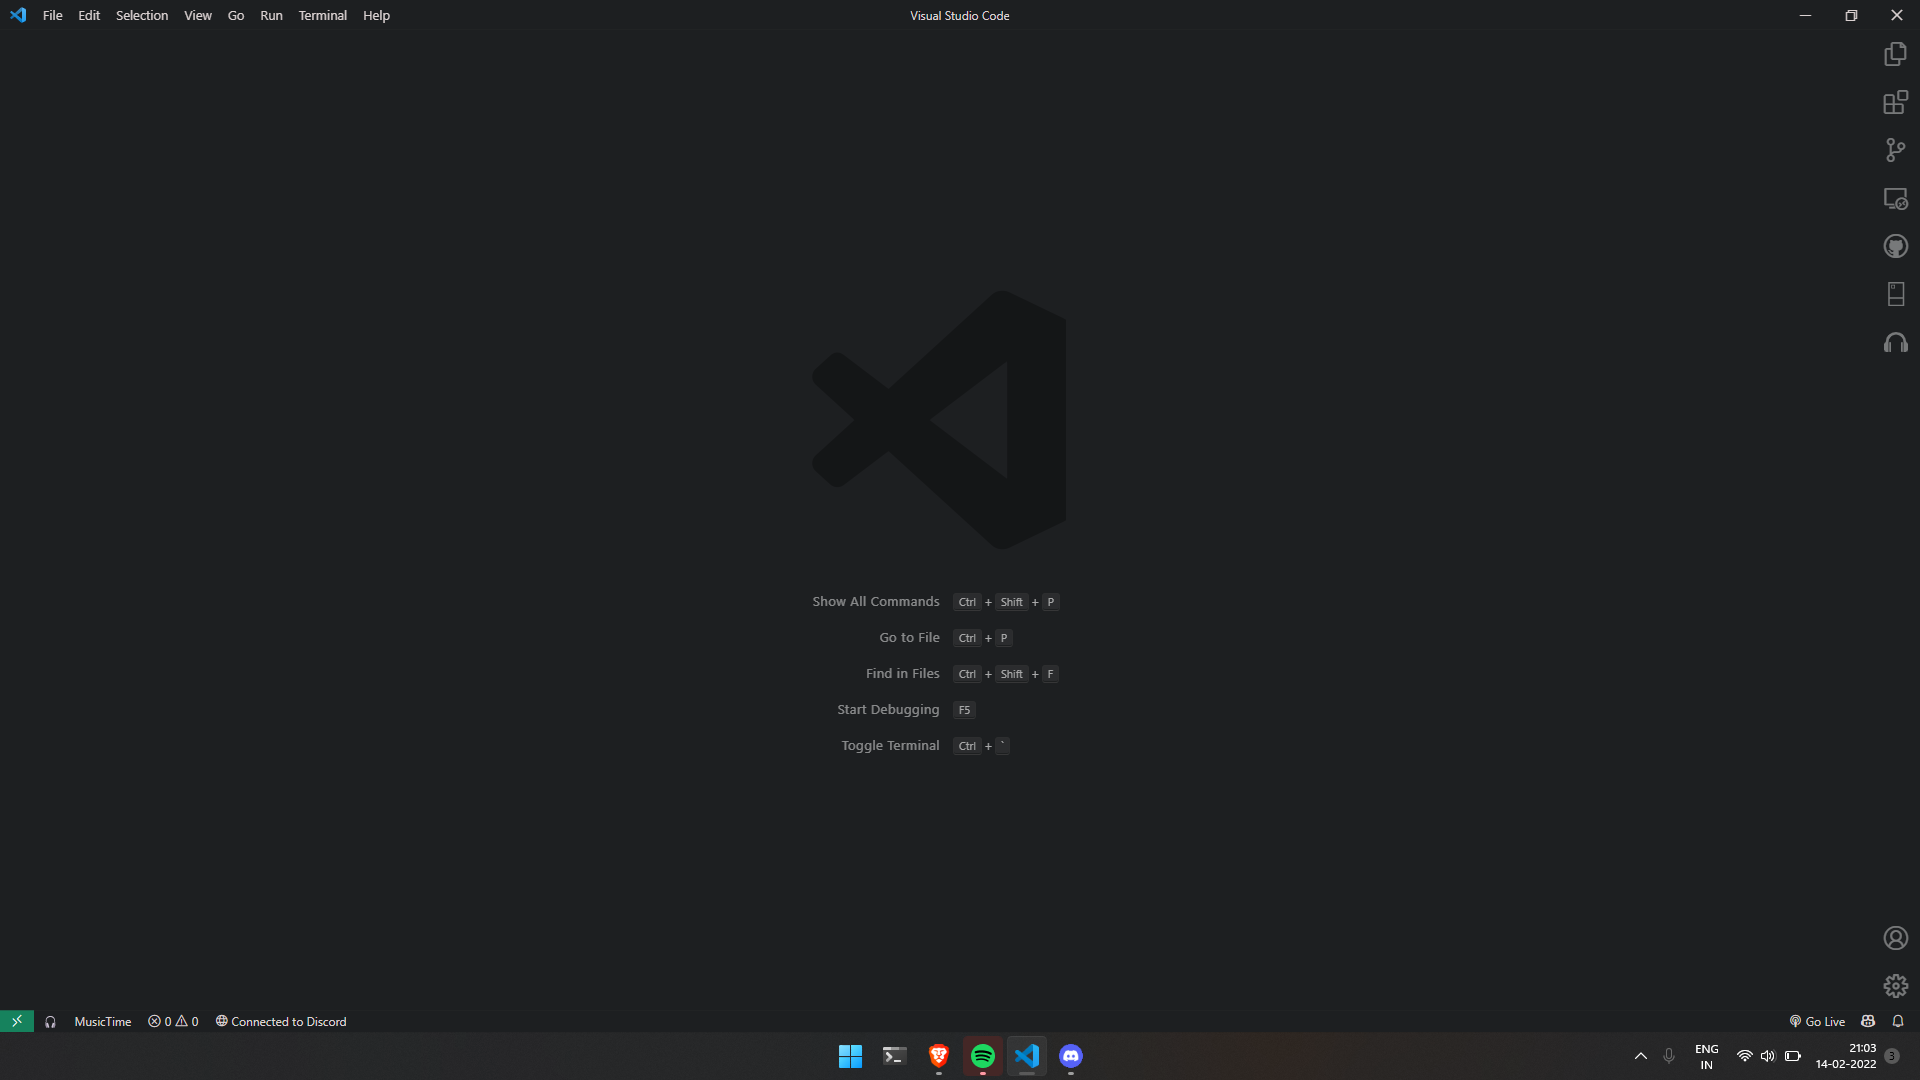 File Edit Selection View Go Run Terminal Help Visual Studio Code
Show All Commands Ctrl + Shift + P
Go to File Ctrl + P
Find in Files Ctrl + Shift + F
Start Debugging F5
Toggle Terminal Ctrl + `
MusicTime 0 0 Connected to Discord Go Live
ENG 21:03 3
IN 14-02-2022